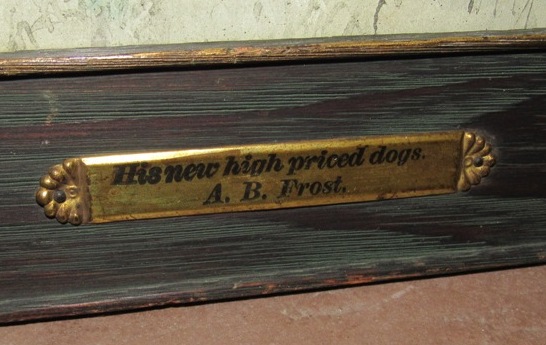 His new high priced dogs.
A. B. Frost.